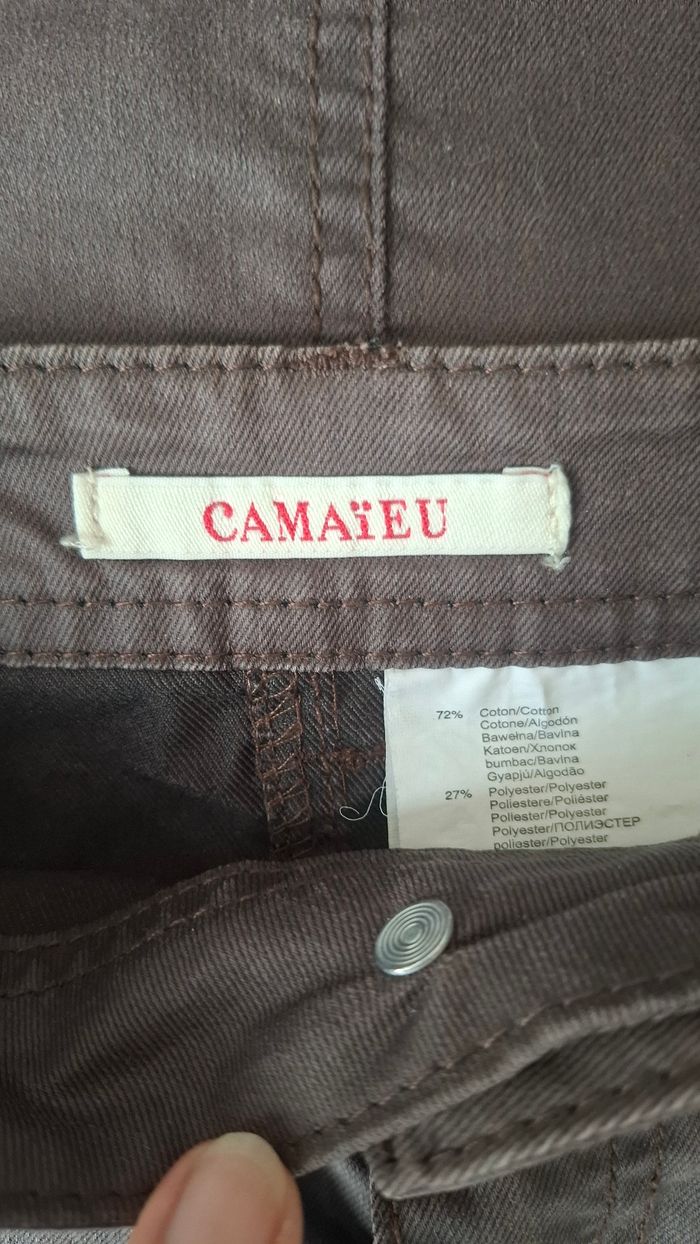 CAMAïEU
72% Coton/Cotton
Cotone/Algodón
Bawełna/Bavlna
Katoen/Хлопок
bumbac/Bavlna
Gyapjú/Algodão
27% Polyester/Polyester
Poliestere/Poliéster
Poliester/Polyester
Polyester/ПОЛИЭСТЕР
poliester/Polyester